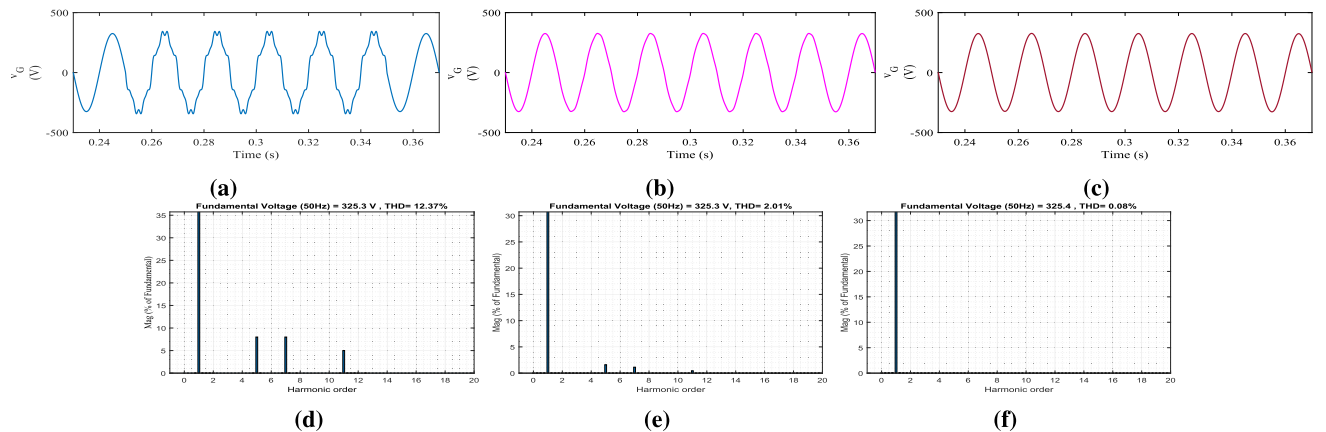 500
0
-500
v_G
(V)
0.24 0.26 0.28 0.3 0.32 0.34 0.36
Time (s)
(a)
500
0
-500
v_G
(V)
0.24 0.26 0.28 0.3 0.32 0.34 0.36
Time (s)
(b)
500
0
-500
v_G
(V)
0.24 0.26 0.28 0.3 0.32 0.34 0.36
Time (s)
(c)
Fundamental Voltage (50Hz) = 325.3 V , THD= 12.37%
35
30
25
20
15
10
5
0
Mag (% of Fundamental)
0 2 4 6 8 10 12 14 16 18 20
Harmonic order
(d)
Fundamental Voltage (50Hz) = 325.3 V, THD= 2.01%
30
25
20
15
10
5
0
Mag (% of Fundamental)
0 2 4 6 8 10 12 14 16 18 20
Harmonic order
(e)
Fundamental Voltage (50Hz) = 325.4 , THD= 0.08%
30
25
20
15
10
5
0
Mag (% of Fundamental)
0 2 4 6 8 10 12 14 16 18 20
Harmonic order
(f)